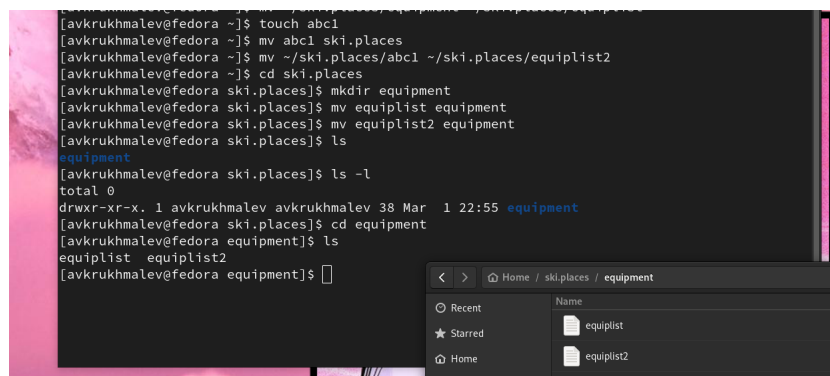 [avkrukhmalev@fedora ~]$ touch abc1
[avkrukhmalev@fedora ~]$ mv abc1 ski.places
[avkrukhmalev@fedora ~]$ mv ~/ski.places/abc1 ~/ski.places/equiplist2
[avkrukhmalev@fedora ~]$ cd ski.places
[avkrukhmalev@fedora ski.places]$ mkdir equipment
[avkrukhmalev@fedora ski.places]$ mv equiplist equipment
[avkrukhmalev@fedora ski.places]$ mv equiplist2 equipment
[avkrukhmalev@fedora ski.places]$ ls
equipment
[avkrukhmalev@fedora ski.places]$ ls -l
total 0
drwxr-xr-x. 1 avkrukhmalev avkrukhmalev 38 Mar  1 22:55 equipment
[avkrukhmalev@fedora ski.places]$ cd equipment
[avkrukhmalev@fedora equipment]$ ls
equiplist  equiplist2
[avkrukhmalev@fedora equipment]$
Home / ski.places / equipment
Recent
Starred
Home
Name
equiplist
equiplist2